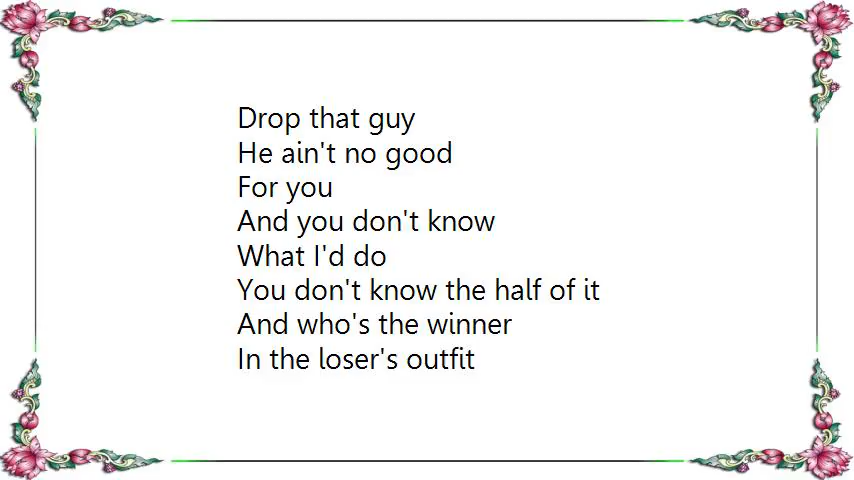 Drop that guy
He ain't no good
For you
And you don't know
What I'd do
You don't know the half of it
And who's the winner
In the loser's outfit